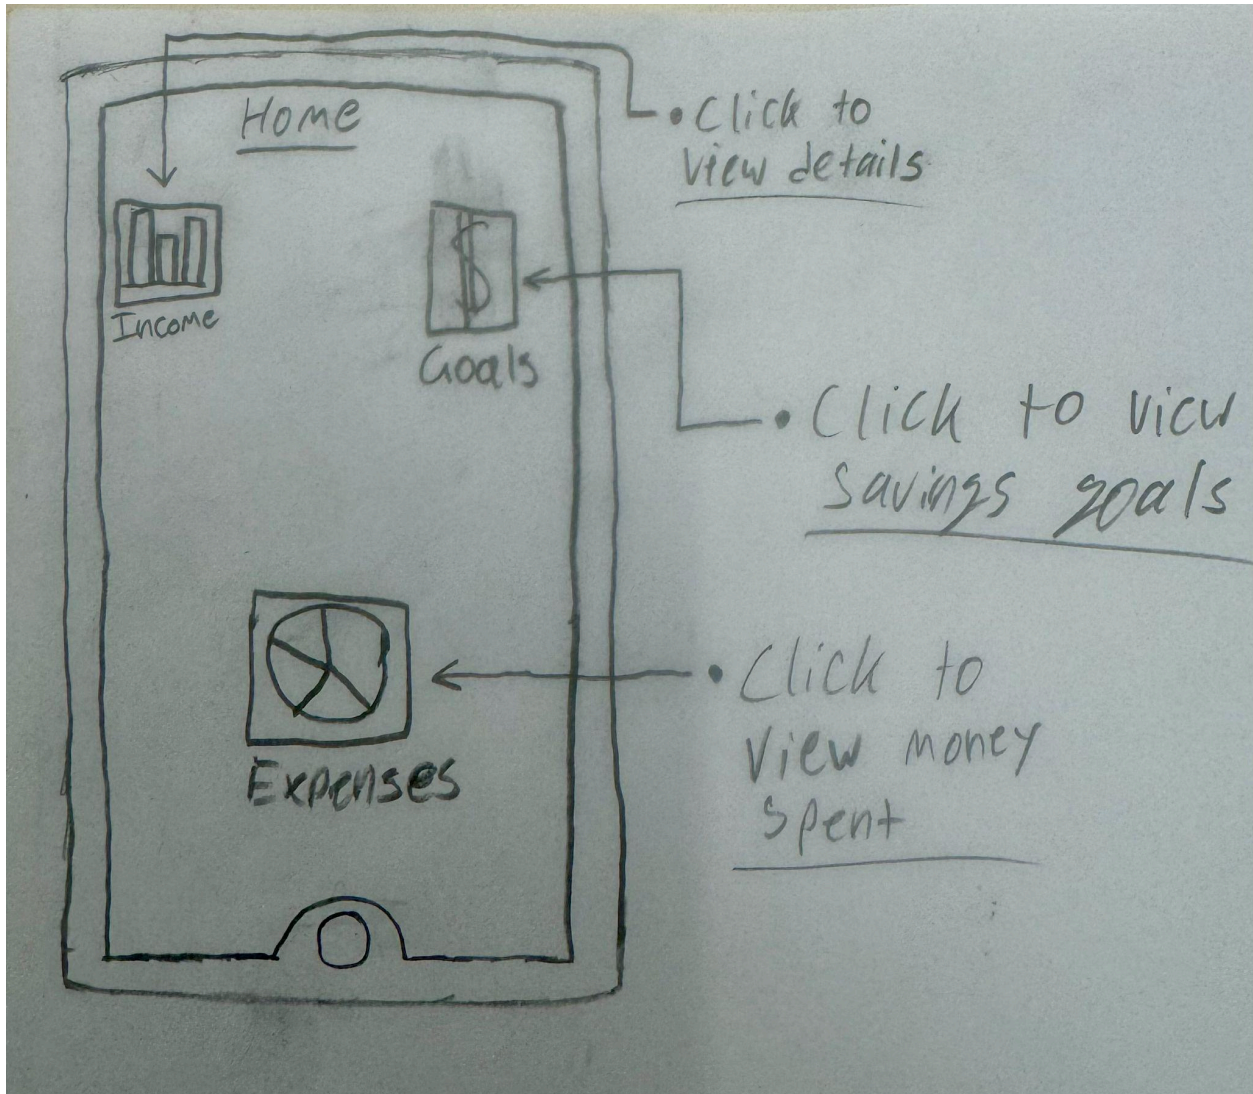 Home
• Click to
view details
$
Income
Goals
• Click to view
savings goals
• Click to
view money
spent
Expenses